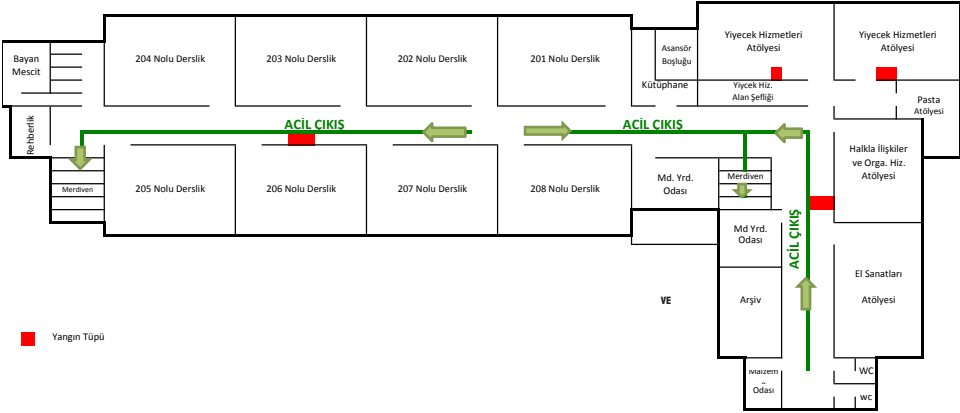 Yiyecek Hizmetleri
Atölyesi
Yiyecek Hizmetleri
Atölyesi
Bayan
Mescit
204 Nolu Derslik
203 Nolu Derslik
202 Nolu Derslik
201 Nolu Derslik
Asansör
Boşluğu
Kütüphane
Yiycek Hiz.
Alan Şefliği
Pasta
Atölyesi
Rehberlik
ACİL ÇIKIŞ
ACİL ÇIKIŞ
Halkla İlişkiler
ve Orga. Hiz.
Atölyesi
Merdiven
205 Nolu Derslik
206 Nolu Derslik
207 Nolu Derslik
208 Nolu Derslik
Md. Yrd.
Odası
Merdiven
Md Yrd.
Odası
ACİL ÇIKIŞ
El Sanatları
Atölyesi
VE
Arşiv
Yangın Tüpü
Malzem
Odası
WC
WC